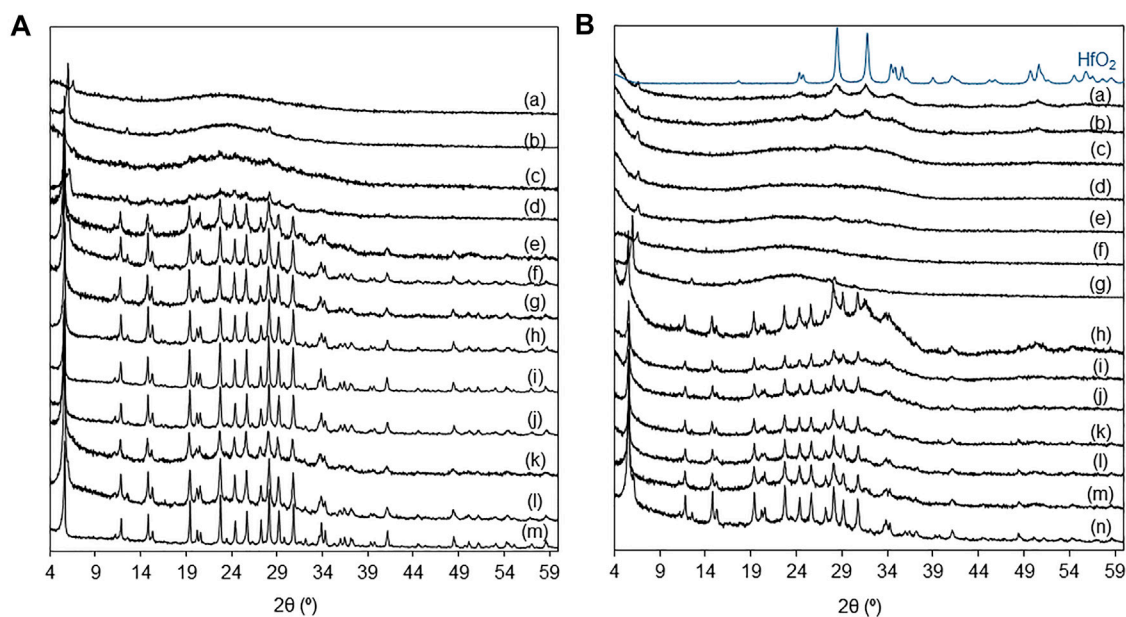 A
(a)
(b)
(c)
(d)
(e)
(f)
(g)
(h)
(i)
(j)
(k)
(l)
(m)
4 9 14 19 24 29 34 39 44 49 54 59
2θ (º)
B
HfO2
(a)
(b)
(c)
(d)
(e)
(f)
(g)
(h)
(i)
(j)
(k)
(l)
(m)
(n)
4 9 14 19 24 29 34 39 44 49 54 59
2θ (º)